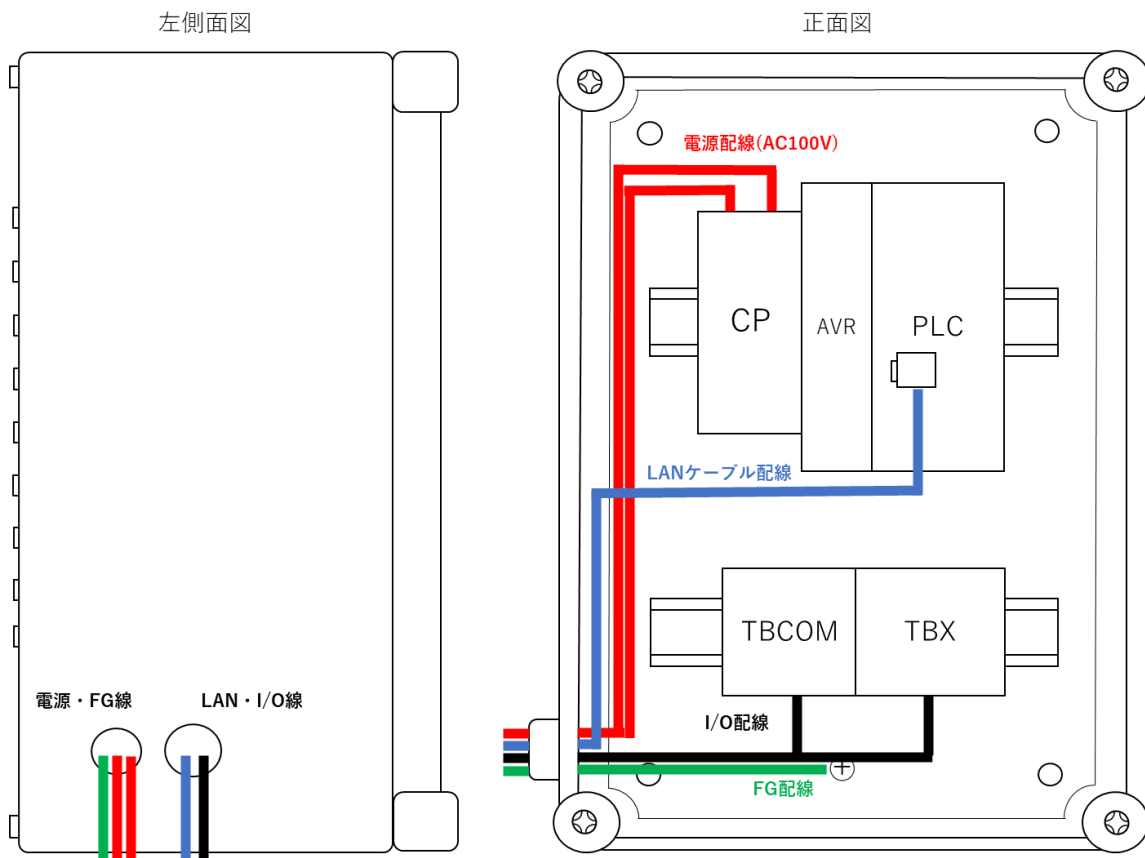 左側面図
正面図
電源配線(AC100V)
CP
AVR
PLC
LANケーブル配線
TBCOM
TBX
電源・FG線
LAN・I/O線
I/O配線
FG配線